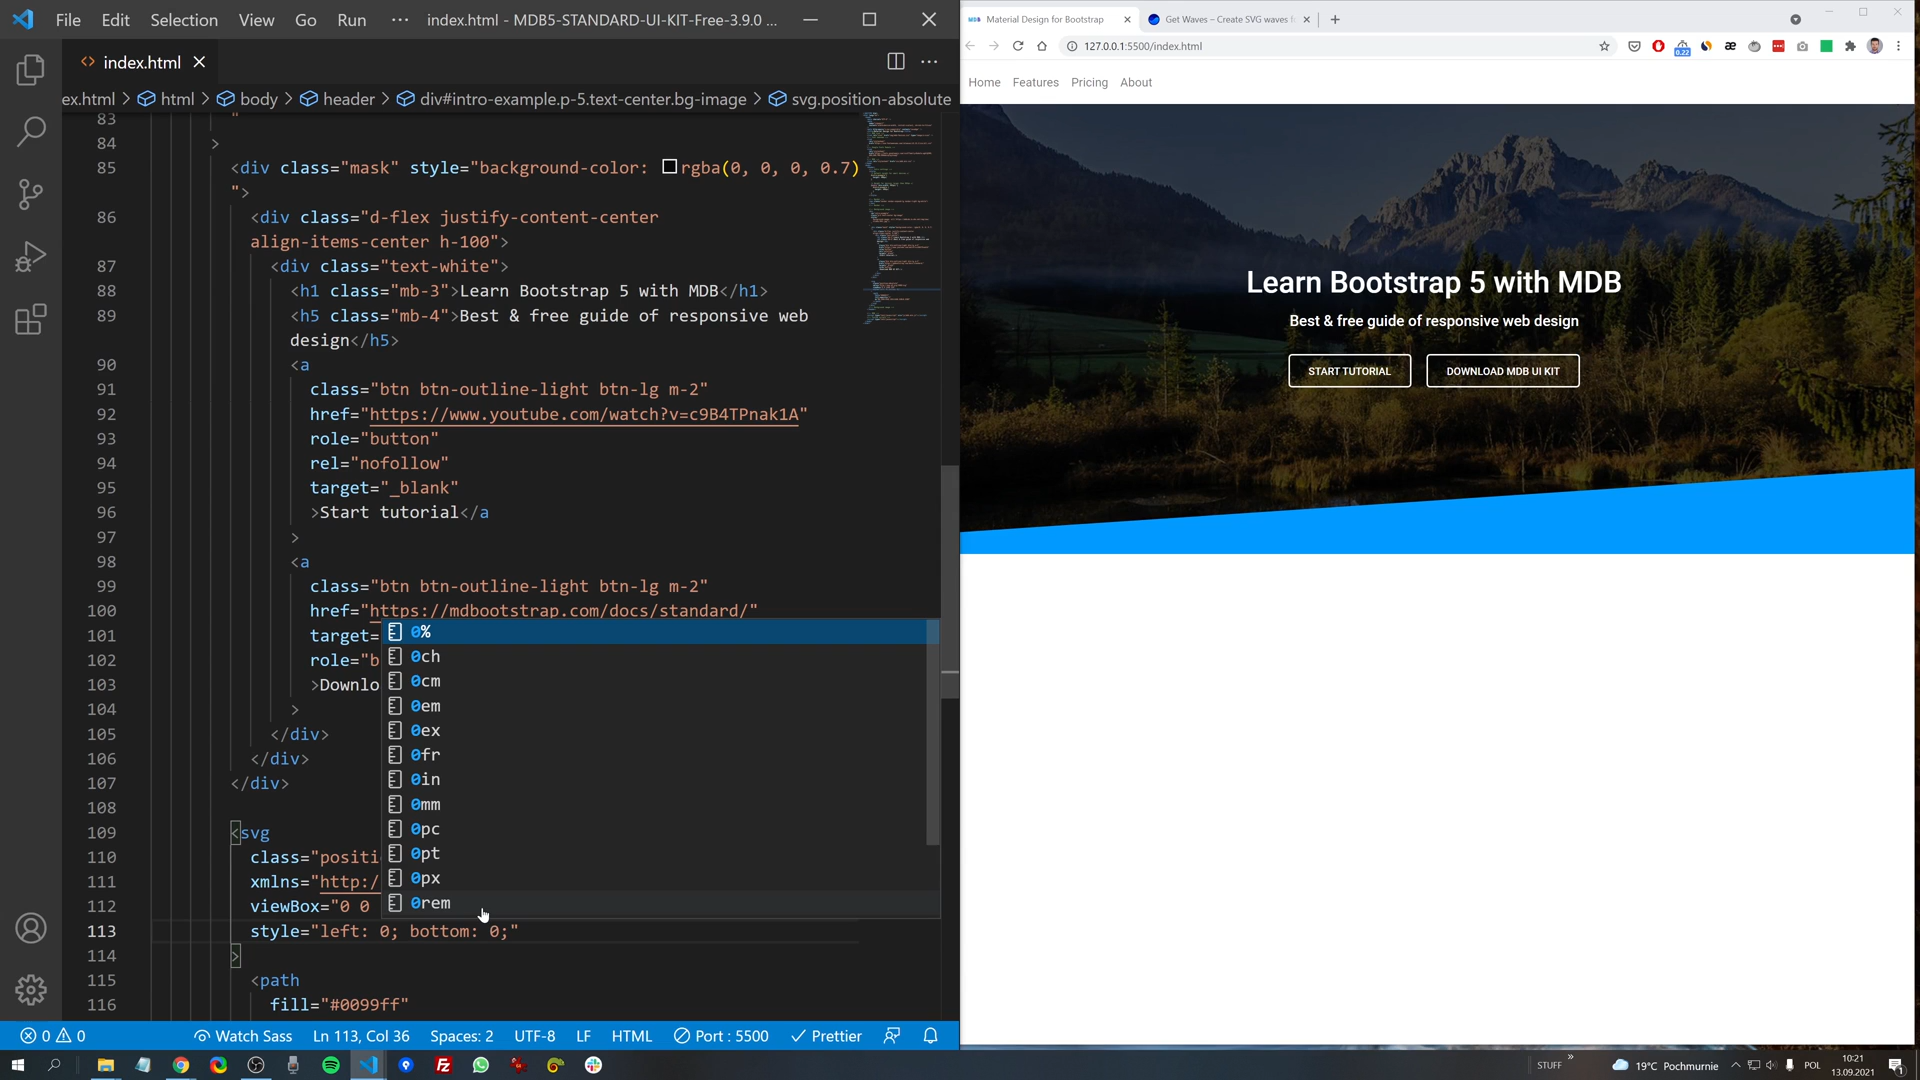 File Edit Selection View Go Run ··· index.html - MDB5-STANDARD-UI-KIT-Free-3.9.0 ...
index.html
ex.html > html > body > header > div#intro-example.p-5.text-center.bg-image > svg.position-absolute
83 "
84 >
85 <div class="mask" style="background-color: rgba(0, 0, 0, 0.7)
">
86 <div class="d-flex justify-content-center
align-items-center h-100">
87 <div class="text-white">
88 <h1 class="mb-3">Learn Bootstrap 5 with MDB</h1>
89 <h5 class="mb-4">Best & free guide of responsive web
design</h5>
90 <a
91 class="btn btn-outline-light btn-lg m-2"
92 href="https://www.youtube.com/watch?v=c9B4TPnak1A"
93 role="button"
94 rel="nofollow"
95 target="_blank"
96 >Start tutorial</a
97 >
98 <a
99 class="btn btn-outline-light btn-lg m-2"
100 href="https://mdbootstrap.com/docs/standard/"
101 target=
102 role="b
103 >Downlo
104 >
105 </div>
106 </div>
107 </div>
108
109 <svg
110 class="positi
111 xmlns="http:/
112 viewBox="0 0
113 style="left: 0; bottom: 0;"
114 >
115 <path
116 fill="#0099ff"
0%
0ch
0cm
0em
0ex
0fr
0in
0mm
0pc
0pt
0px
0rem
0 0 Watch Sass Ln 113, Col 36 Spaces: 2 UTF-8 LF HTML Port : 5500 Prettier
Material Design for Bootstrap
Get Waves – Create SVG waves f
127.0.0.1:5500/index.html
0.22
Home Features Pricing About
Learn Bootstrap 5 with MDB
Best & free guide of responsive web design
START TUTORIAL DOWNLOAD MDB UI KIT
STUFF » 19°C Pochmurnie POL 10:21
13.09.2021
1